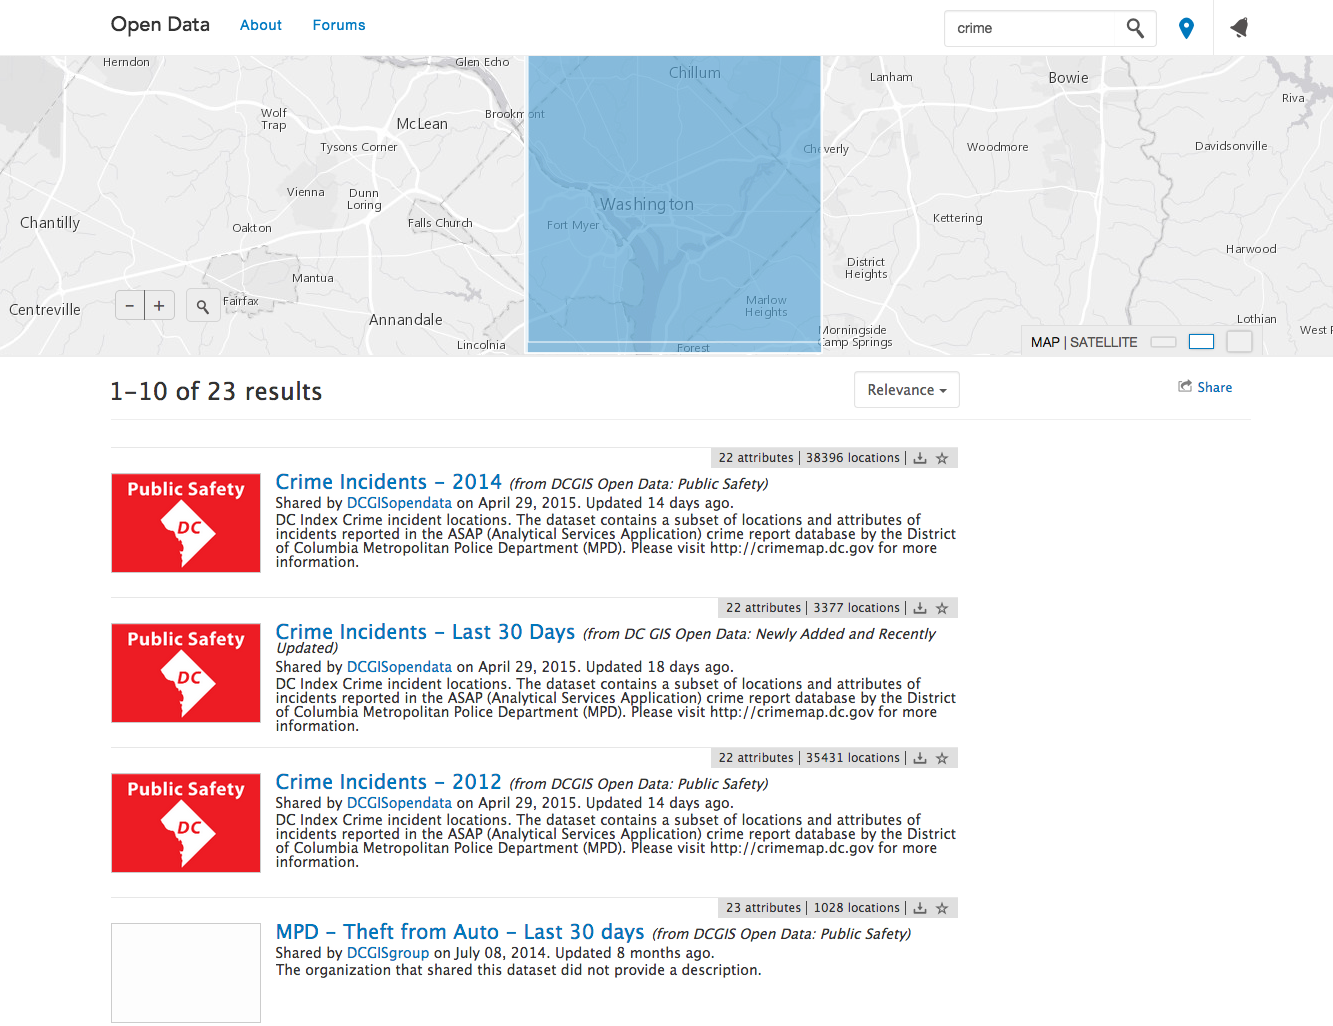 Open Data About Forums crime
Herndon
Glen Echo
Chillum
Lanham
Bowie
Riva
Wolf
Trap
McLean
Brookmont
Tysons Corner
Cheverly
Woodmore
Davidsonville
Vienna
Dunn
Loring
Washington
Chantilly
Oakton
Falls Church
Fort Myer
Kettering
Harwood
District
Heights
Mantua
Centreville
− +
Fairfax
Marlow
Heights
Annandale
Lincolnia
Forest
Morningside
Camp Springs
Lothian
West R
MAP | SATELLITE
1–10 of 23 results
Relevance
Share
22 attributes | 38396 locations |
Public Safety
DC
Crime Incidents – 2014 (from DCGIS Open Data: Public Safety)
Shared by DCGISopendata on April 29, 2015. Updated 14 days ago.
DC Index Crime incident locations. The dataset contains a subset of locations and attributes of
incidents reported in the ASAP (Analytical Services Application) crime report database by the District
of Columbia Metropolitan Police Department (MPD). Please visit http://crimemap.dc.gov for more
information.
22 attributes | 3377 locations |
Public Safety
DC
Crime Incidents – Last 30 Days (from DC GIS Open Data: Newly Added and Recently
Updated)
Shared by DCGISopendata on April 29, 2015. Updated 18 days ago.
DC Index Crime incident locations. The dataset contains a subset of locations and attributes of
incidents reported in the ASAP (Analytical Services Application) crime report database by the District
of Columbia Metropolitan Police Department (MPD). Please visit http://crimemap.dc.gov for more
information.
22 attributes | 35431 locations |
Public Safety
DC
Crime Incidents – 2012 (from DCGIS Open Data: Public Safety)
Shared by DCGISopendata on April 29, 2015. Updated 14 days ago.
DC Index Crime incident locations. The dataset contains a subset of locations and attributes of
incidents reported in the ASAP (Analytical Services Application) crime report database by the District
of Columbia Metropolitan Police Department (MPD). Please visit http://crimemap.dc.gov for more
information.
23 attributes | 1028 locations |
MPD – Theft from Auto – Last 30 days (from DCGIS Open Data: Public Safety)
Shared by DCGISgroup on July 08, 2014. Updated 8 months ago.
The organization that shared this dataset did not provide a description.